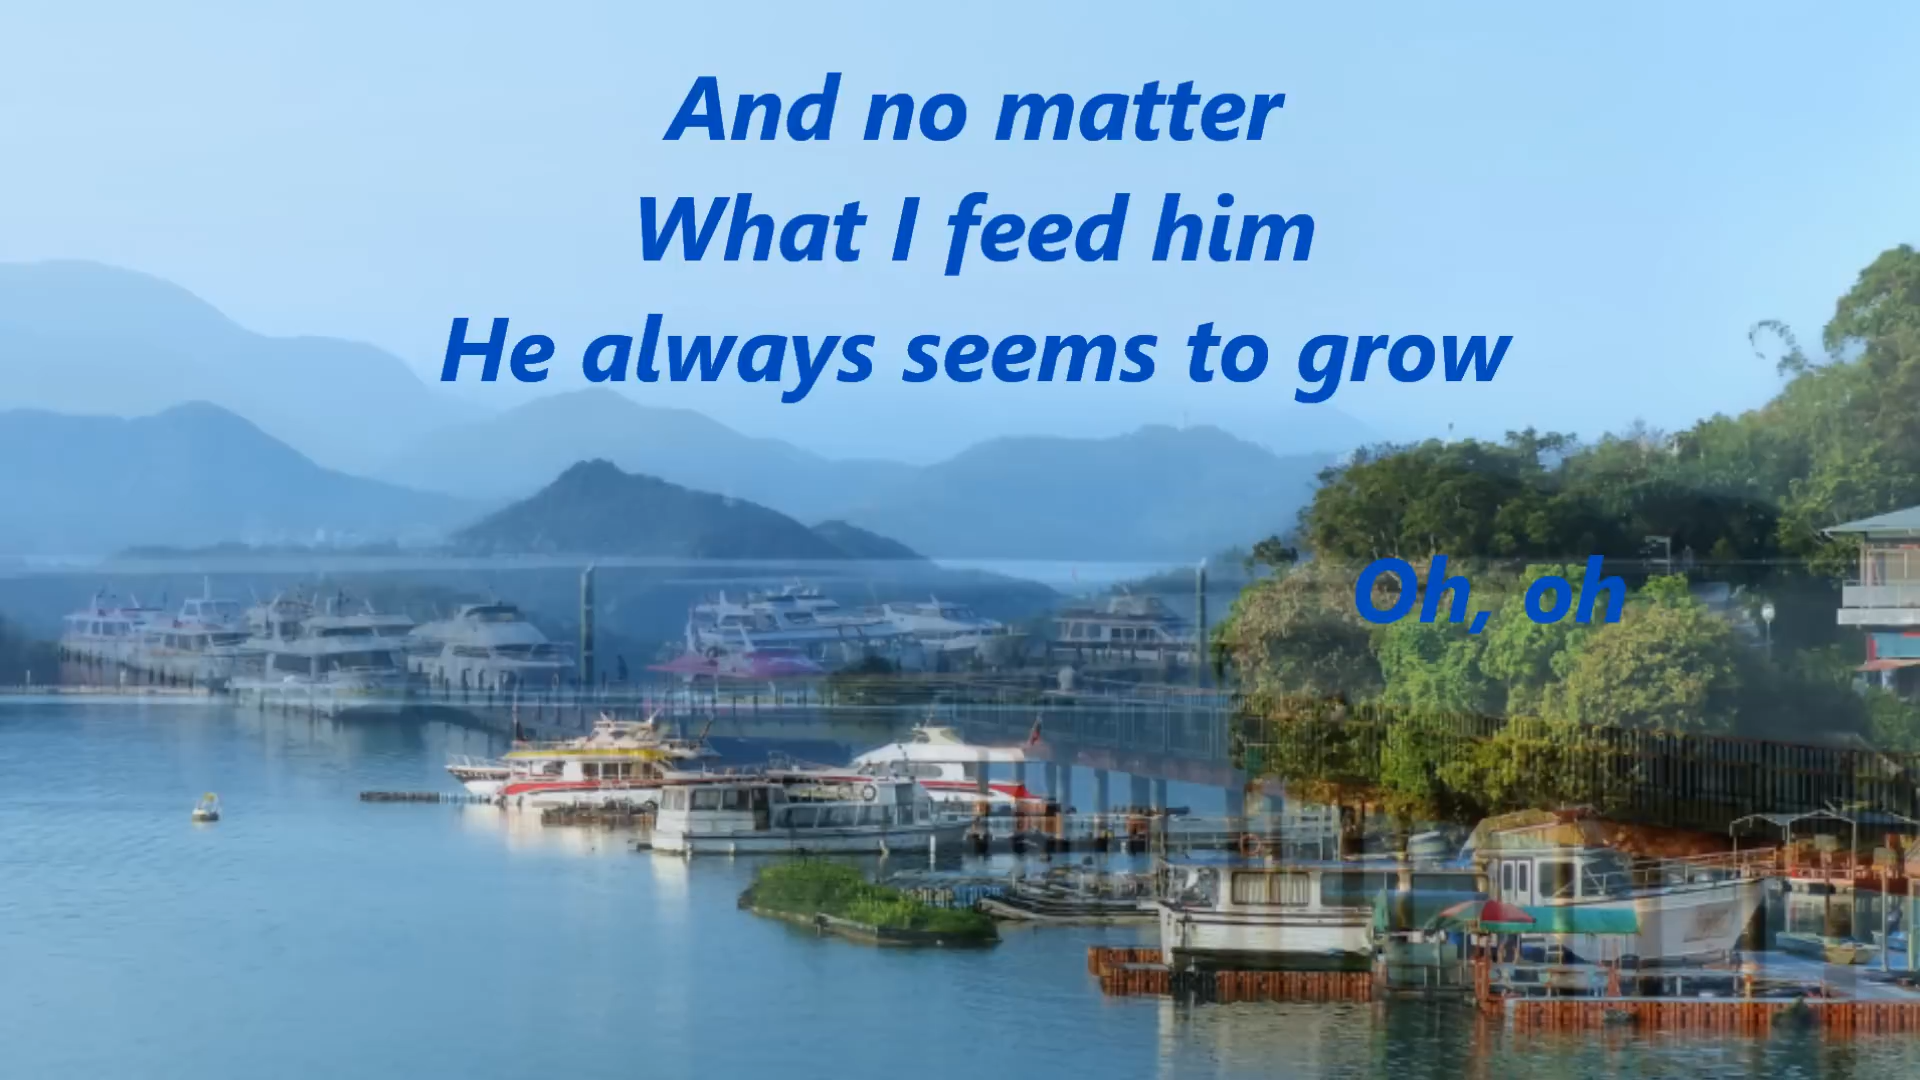 And no matter
What I feed him
He always seems to grow
Oh, oh